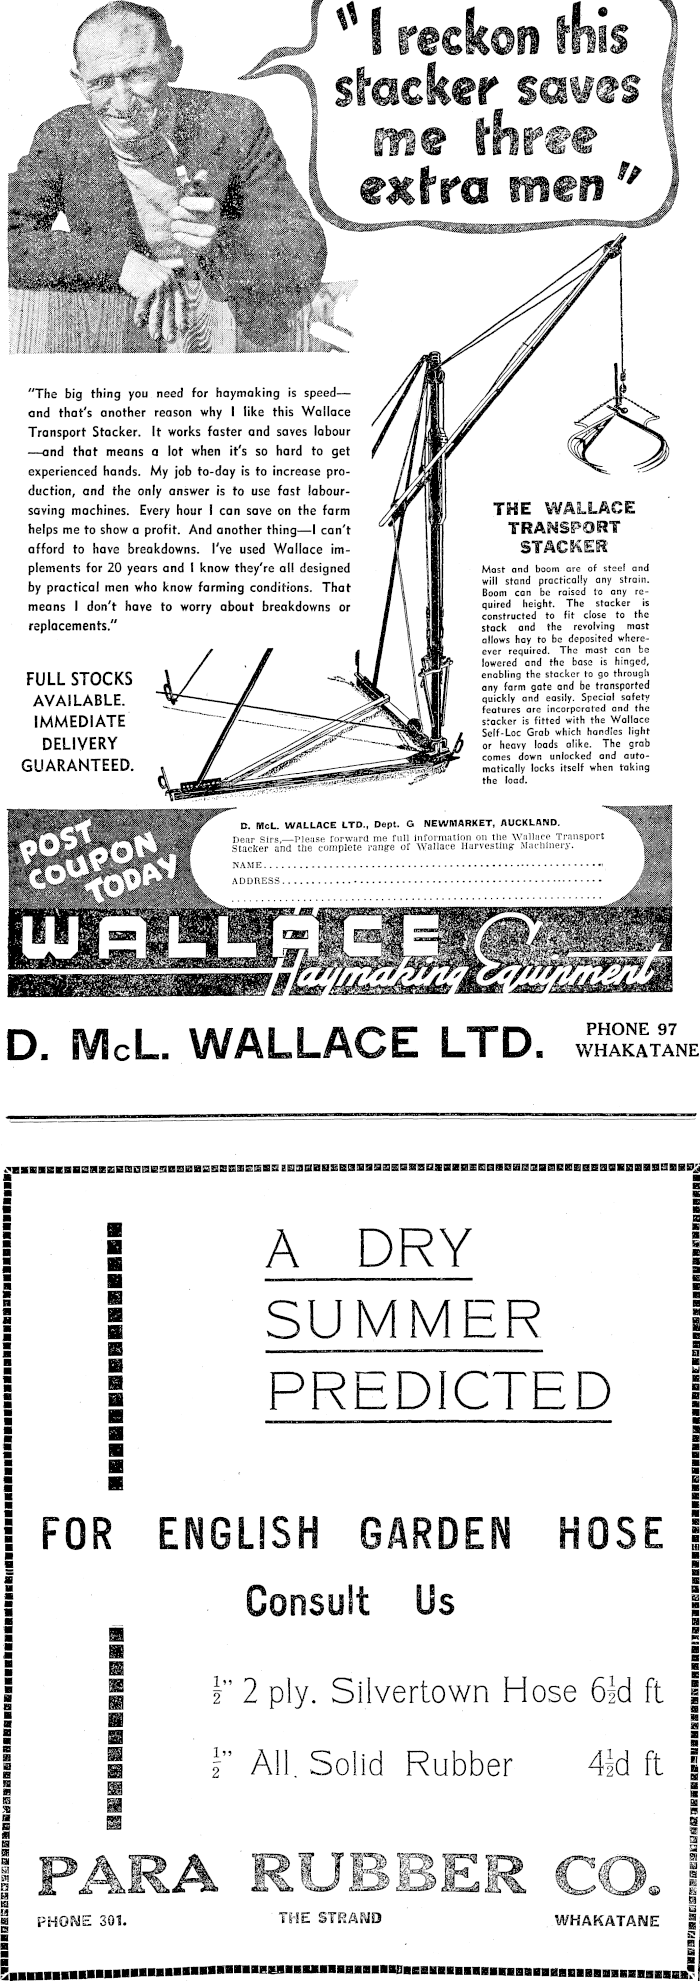 "I reckon this
stacker saves
me three
extra men"
"The big thing you need for haymaking is speed—
and that's another reason why I like this Wallace
Transport Stacker. It works faster and saves labour
—and that means a lot when it's so hard to get
experienced hands. My job to-day is to increase pro-
duction, and the only answer is to use fast labour-
saving machines. Every hour I can save on the farm
helps me to show a profit. And another thing—I can't
afford to have breakdowns. I've used Wallace im-
plements for 20 years and I know they're all designed
by practical men who know farming conditions. That
means I don't have to worry about breakdowns or
replacements."
FULL STOCKS
AVAILABLE.
IMMEDIATE
DELIVERY
GUARANTEED.
THE WALLACE
TRANSPORT
STACKER
Mast and boom are of steel and
will stand practically any strain.
Boom can be raised to any re-
quired height. The stacker is
constructed to fit close to the
stack and the revolving mast
allows hay to be deposited where-
ever required. The mast can be
lowered and the base is hinged,
enabling the stacker to go through
any farm gate and be transported
quickly and easily. Special safety
features are incorporated and the
stacker is fitted with the Wallace
Self-Loc Grab which handles light
or heavy loads alike. The grab
comes down unlocked and auto-
matically locks itself when taking
the load.
POST
COUPON
TODAY
D. McL. WALLACE LTD., Dept. G NEWMARKET, AUCKLAND.
Dear Sirs,—Please forward me full information on the Wallace Transport
Stacker and the complete range of Wallace Harvesting Machinery.
NAME
ADDRESS
WALLACE
Haymaking Equipment
D. McL. WALLACE LTD.
PHONE 97
WHAKATANE
A DRY
SUMMER
PREDICTED
FOR ENGLISH GARDEN HOSE
Consult Us
½" 2 ply. Silvertown Hose 6½d ft
½" All Solid Rubber 4½d ft
PARA RUBBER CO.
PHONE 301. THE STRAND WHAKATANE